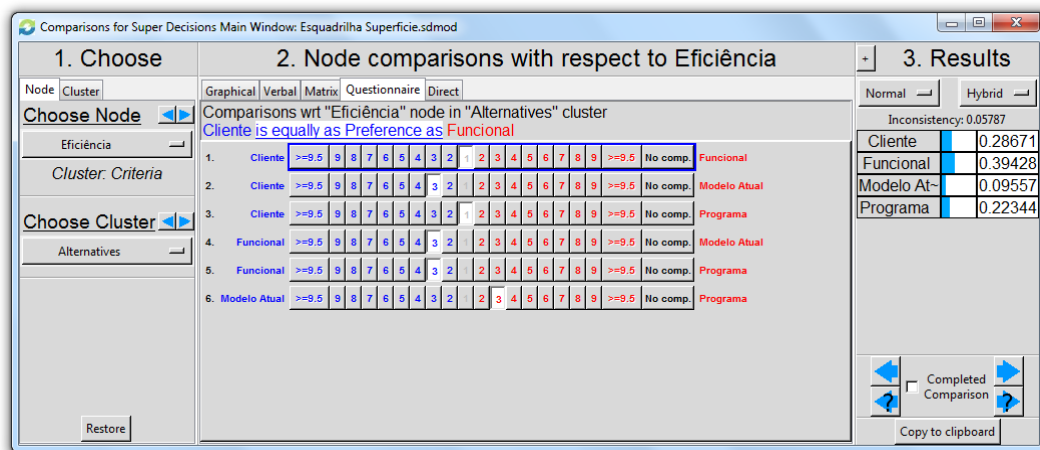 Comparisons for Super Decisions Main Window: Esquadrilha Superficie.sdmod
1. Choose
Node Cluster
Choose Node
Eficiência
Cluster: Criteria
Choose Cluster
Alternatives
Restore
2. Node comparisons with respect to Eficiência
Graphical Verbal Matrix Questionnaire Direct
Comparisons wrt "Eficiência" node in "Alternatives" cluster
Cliente is equally as Preference as Funcional
1. Cliente >=9.5 9 8 7 6 5 4 3 2 1 2 3 4 5 6 7 8 9 >=9.5 No comp. Funcional
2. Cliente >=9.5 9 8 7 6 5 4 3 2 1 2 3 4 5 6 7 8 9 >=9.5 No comp. Modelo Atual
3. Cliente >=9.5 9 8 7 6 5 4 3 2 1 2 3 4 5 6 7 8 9 >=9.5 No comp. Programa
4. Funcional >=9.5 9 8 7 6 5 4 3 2 1 2 3 4 5 6 7 8 9 >=9.5 No comp. Modelo Atual
5. Funcional >=9.5 9 8 7 6 5 4 3 2 1 2 3 4 5 6 7 8 9 >=9.5 No comp. Programa
6. Modelo Atual >=9.5 9 8 7 6 5 4 3 2 1 2 3 4 5 6 7 8 9 >=9.5 No comp. Programa
+ 3. Results
Normal Hybrid
Inconsistency: 0.05787
Cliente 0.28671
Funcional 0.39428
Modelo At~ 0.09557
Programa 0.22344
Completed
Comparison
? ?
Copy to clipboard